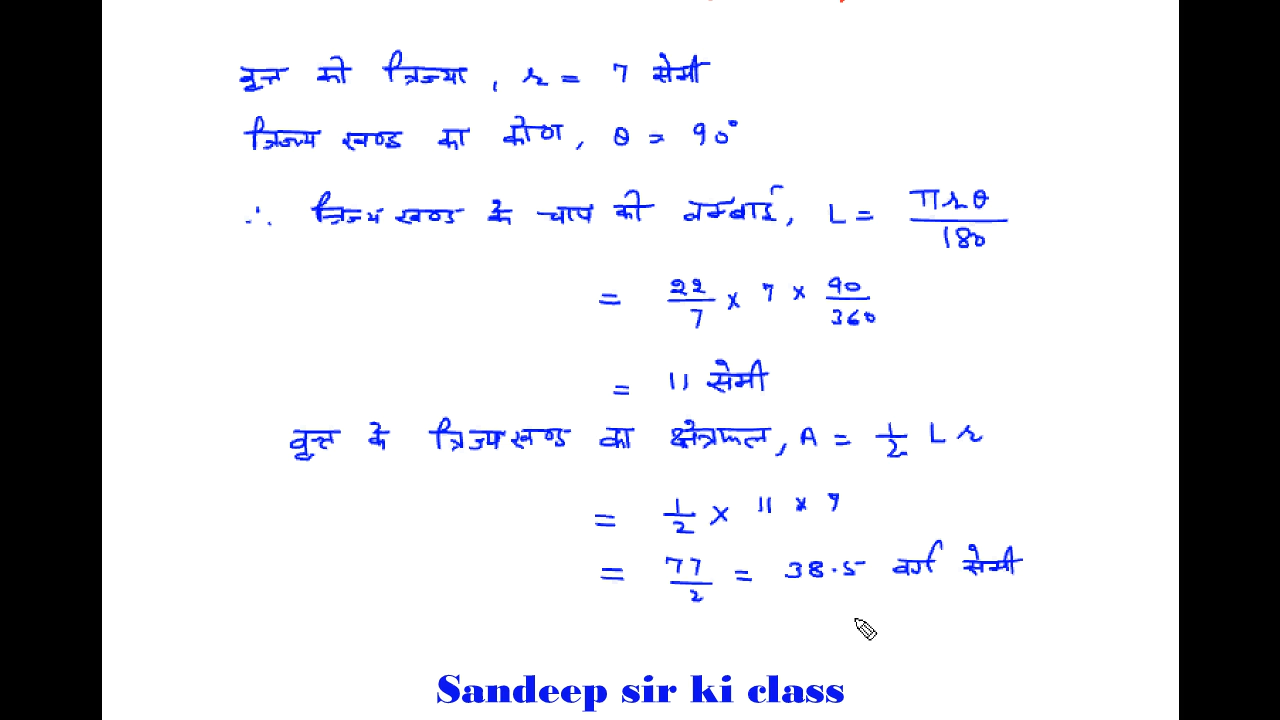 वृत्त की त्रिज्या, r = 7 सेमी
त्रिज्य खण्ड का कोण, θ = 90°
∴ त्रिज्य खण्ड के चाप की लम्बाई, L = πrθ/180
= 22/7 × 7 × 90/360
= 11 सेमी
वृत्त के त्रिज्य खण्ड का क्षेत्रफल, A = 1/2 L r
= 1/2 × 11 × 7
= 77/2 = 38.5 वर्ग सेमी
Sandeep sir ki class